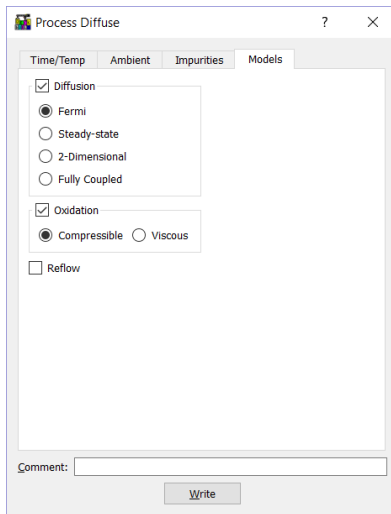 Process Diffuse ?
Time/Temp Ambient Impurities Models
Diffusion
Fermi
Steady-state
2-Dimensional
Fully Coupled
Oxidation
Compressible Viscous
Reflow
Comment:
Write